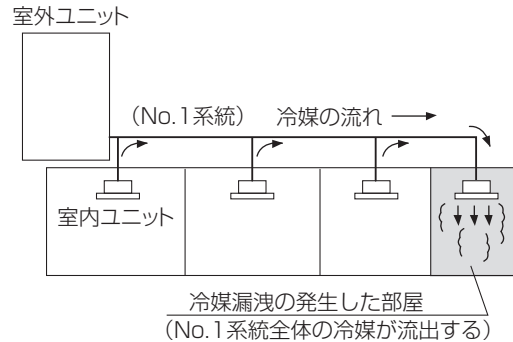 室外ユニット
(No.1系統)
冷媒の流れ
室内ユニット
冷媒漏洩の発生した部屋
(No.1系統全体の冷媒が流出する)